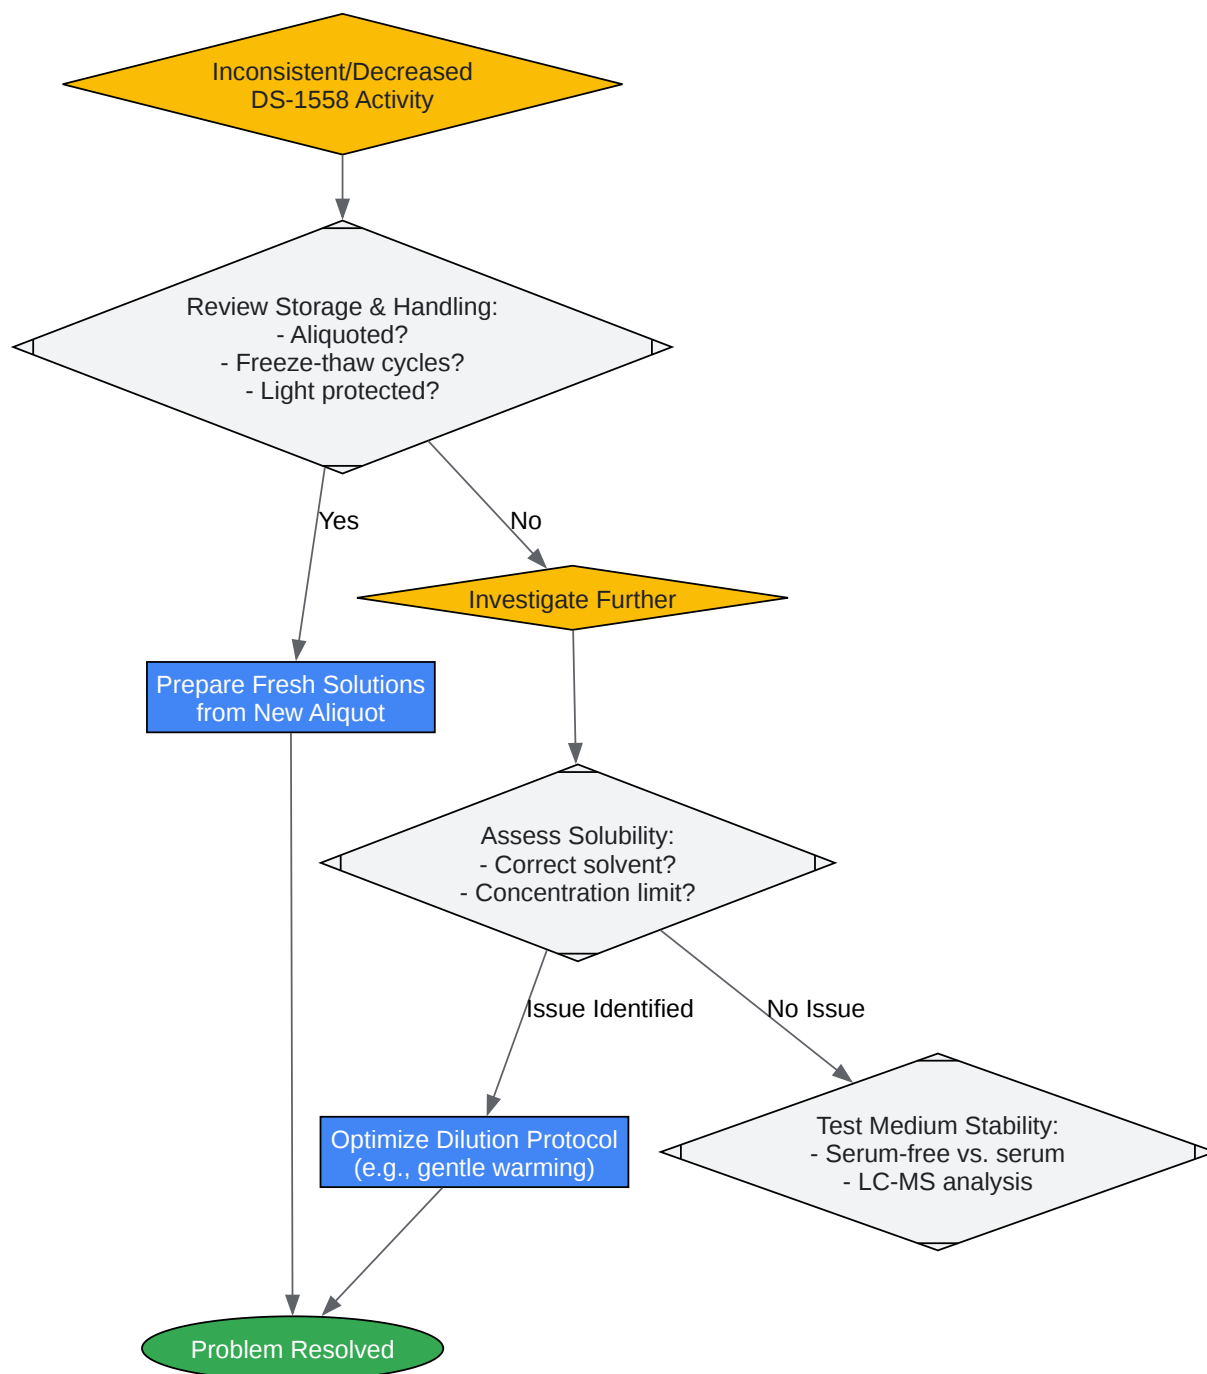 Inconsistent/Decreased
DS-1558 Activity
Review Storage & Handling:
- Aliquoted?
- Freeze-thaw cycles?
- Light protected?
Yes
No
Investigate Further
Prepare Fresh Solutions
from New Aliquot
Assess Solubility:
- Correct solvent?
- Concentration limit?
Issue Identified
No Issue
Optimize Dilution Protocol
(e.g., gentle warming)
Test Medium Stability:
- Serum-free vs. serum
- LC-MS analysis
Problem Resolved